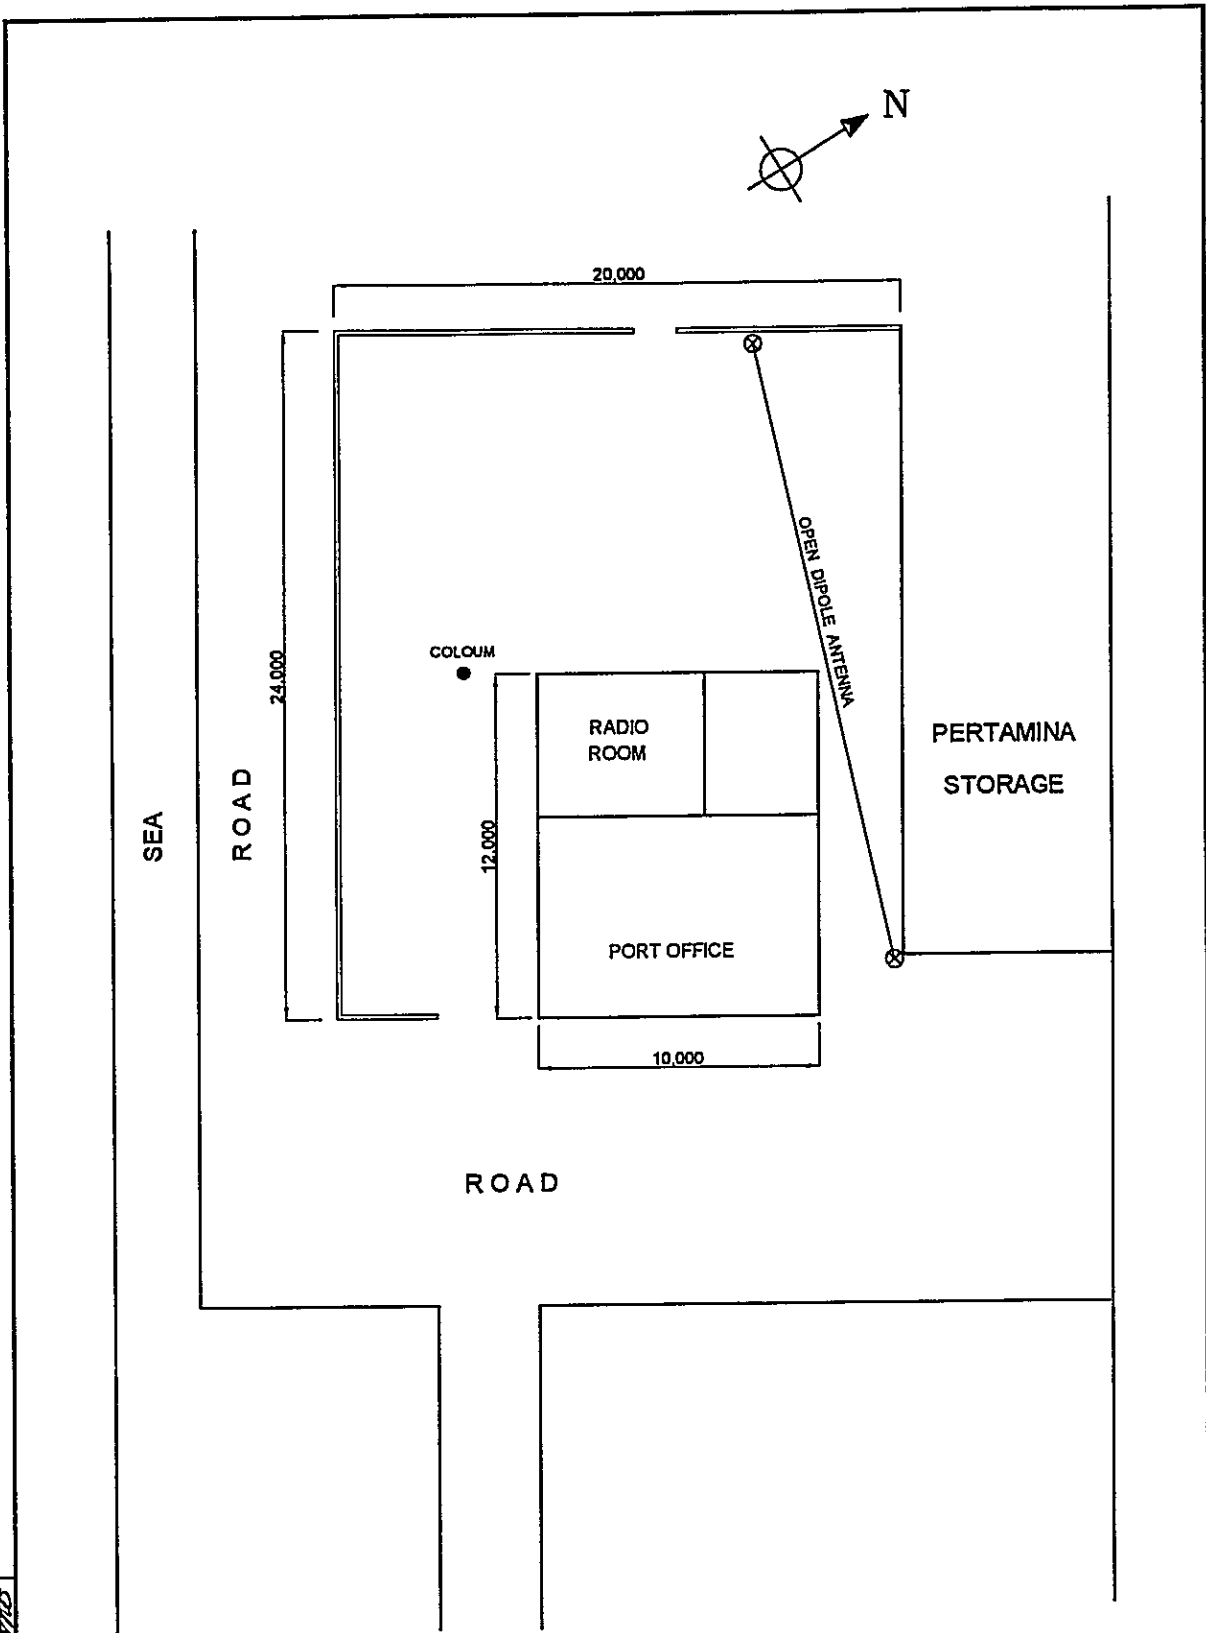 N
20,000
OPEN DIPOLE ANTENNA
COLOUM
24,000
RADIO
ROOM
PERTAMINA
STORAGE
SEA
ROAD
12,000
PORT OFFICE
10,000
ROAD